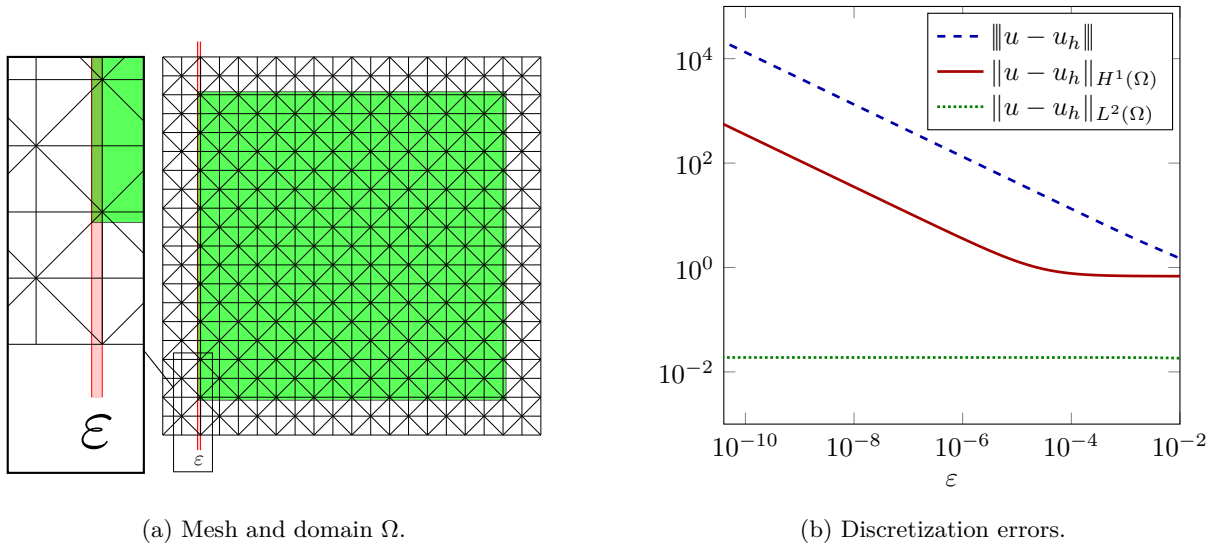 ε
ε
(a) Mesh and domain Ω.
10^4
10^2
10^0
10^−2
10^−10
10^−8
10^−6
10^−4
10^−2
ε
|||u − u_h|||
‖u − u_h‖_{H^1(Ω)}
‖u − u_h‖_{L^2(Ω)}
(b) Discretization errors.